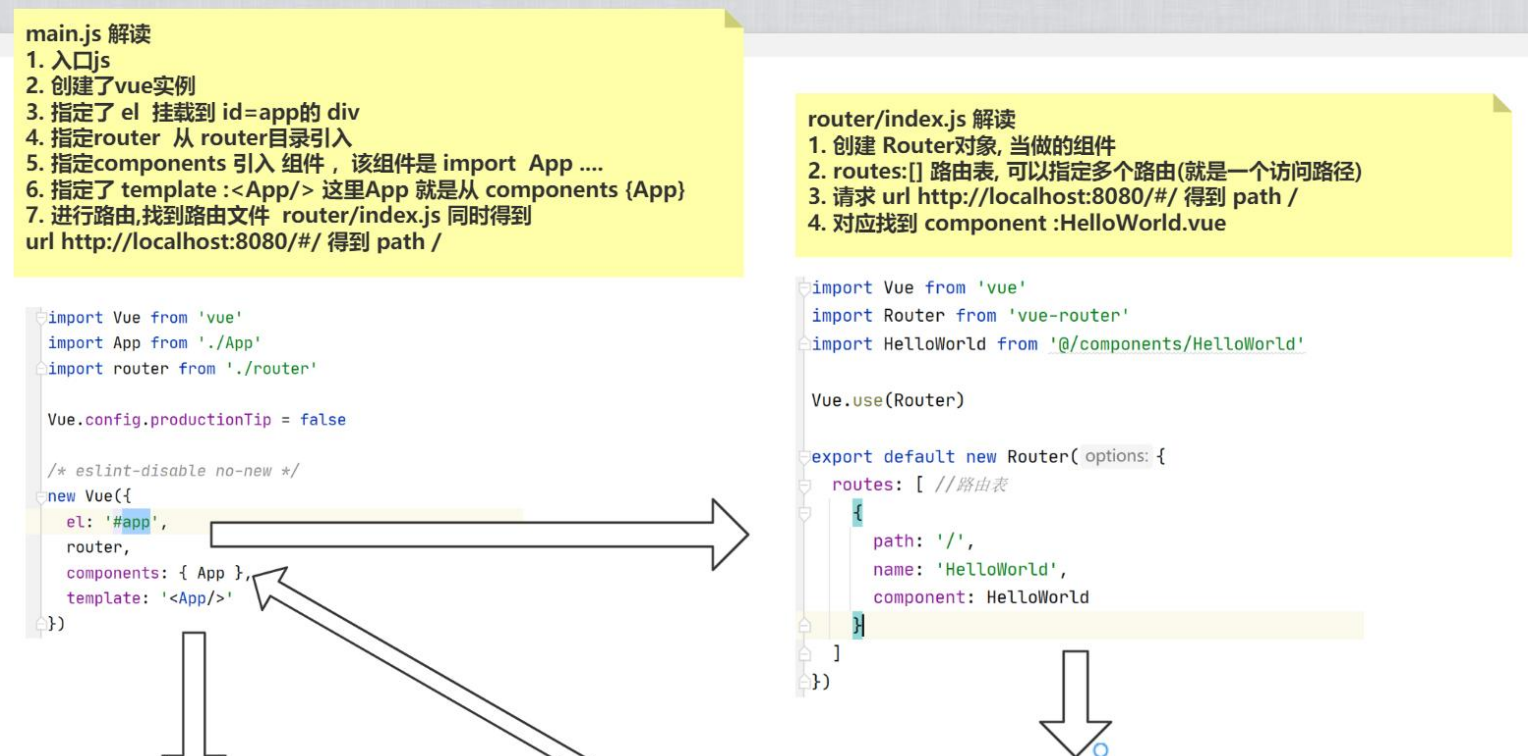 main.js 解读
1. 入口js
2. 创建了vue实例
3. 指定了 el  挂载到 id=app的 div
4. 指定router  从 router目录引入
5. 指定components 引入 组件 ，该组件是 import  App ....
6. 指定了 template :<App/> 这里App 就是从 components {App}
7. 进行路由,找到路由文件  router/index.js 同时得到
url http://localhost:8080/#/ 得到 path /
import Vue from 'vue'
import App from './App'
import router from './router'
Vue.config.productionTip = false
/* eslint-disable no-new */
new Vue({
el: '#app',
router,
components: { App },
template: '<App/>'
})
router/index.js 解读
1. 创建 Router对象, 当做的组件
2. routes:[] 路由表, 可以指定多个路由(就是一个访问路径)
3. 请求 url http://localhost:8080/#/ 得到 path /
4. 对应找到 component :HelloWorld.vue
import Vue from 'vue'
import Router from 'vue-router'
import HelloWorld from '@/components/HelloWorld'
Vue.use(Router)
export default new Router( options: {
routes: [ //路由表
{
path: '/',
name: 'HelloWorld',
component: HelloWorld
}
]
})